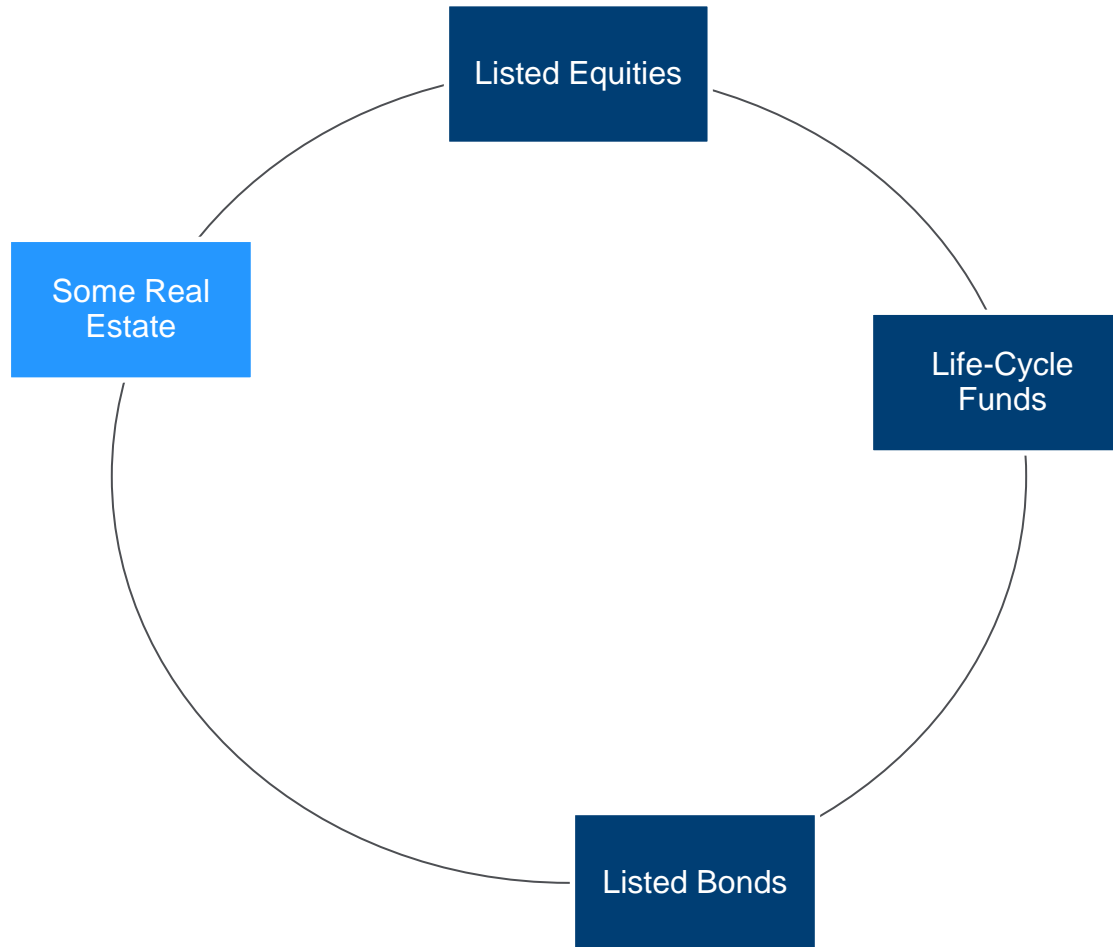 Listed Equities
Some Real
Estate
Life-Cycle
Funds
Listed Bonds